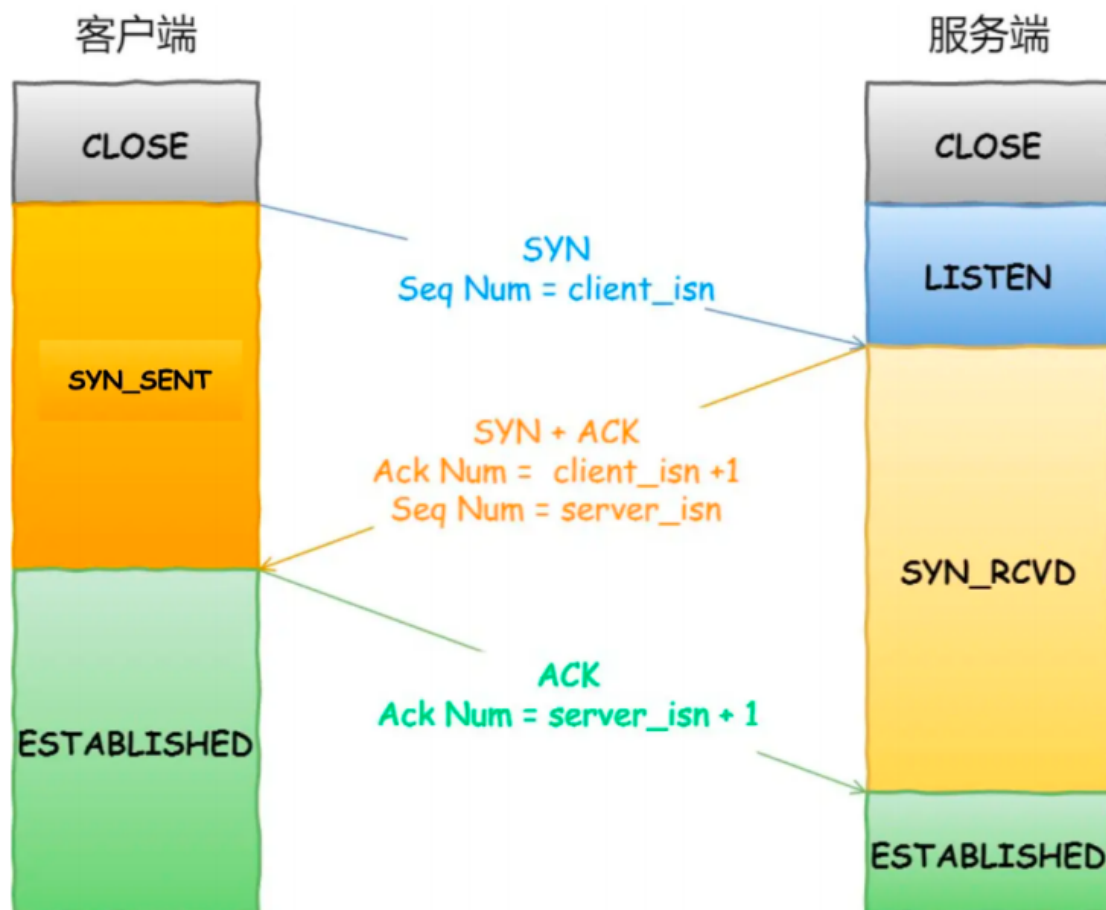 客户端
服务端
CLOSE
CLOSE
SYN
Seq Num = client_isn
LISTEN
SYN_SENT
SYN + ACK
Ack Num =  client_isn +1
Seq Num = server_isn
SYN_RCVD
ACK
Ack Num = server_isn + 1
ESTABLISHED
ESTABLISHED